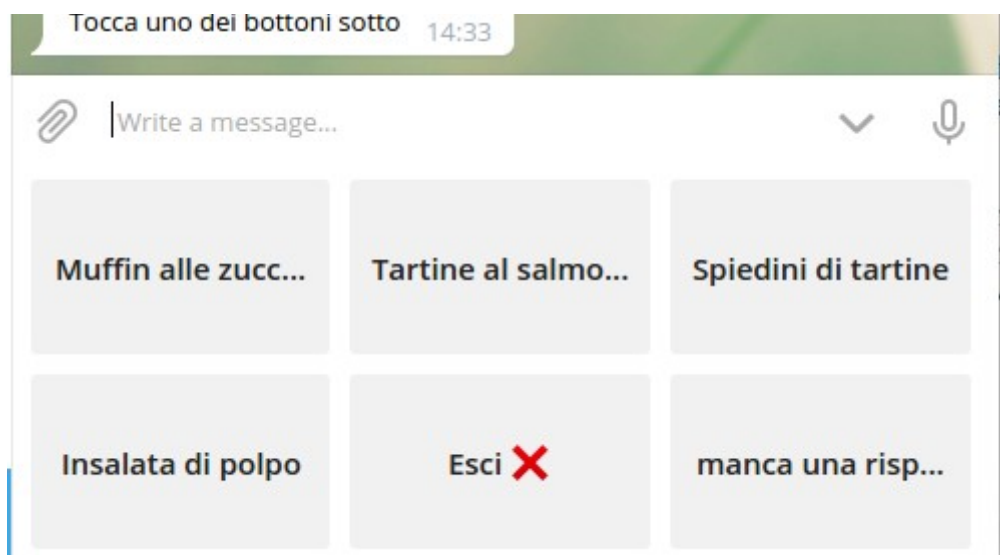 Tocca uno dei bottoni sotto 14:33
Write a message...
Muffin alle zucc...
Tartine al salmo...
Spiedini di tartine
Insalata di polpo
Esci ❌
manca una risp...